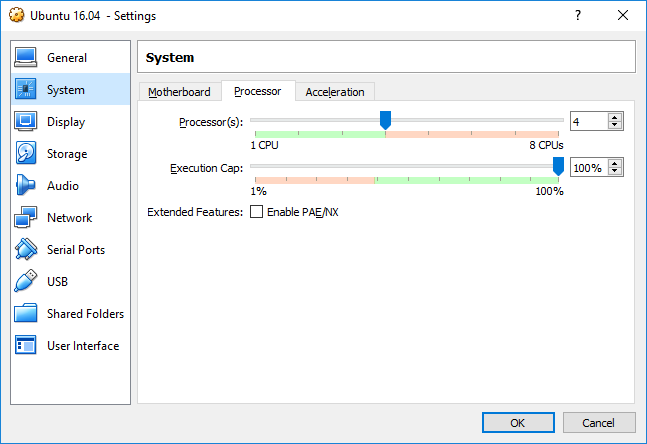 Ubuntu 16.04 - Settings
General
System
Display
Storage
Audio
Network
Serial Ports
USB
Shared Folders
User Interface
System
Motherboard Processor Acceleration
Processor(s): 4
1 CPU 8 CPUs
Execution Cap: 100%
1% 100%
Extended Features: Enable PAE/NX
OK Cancel